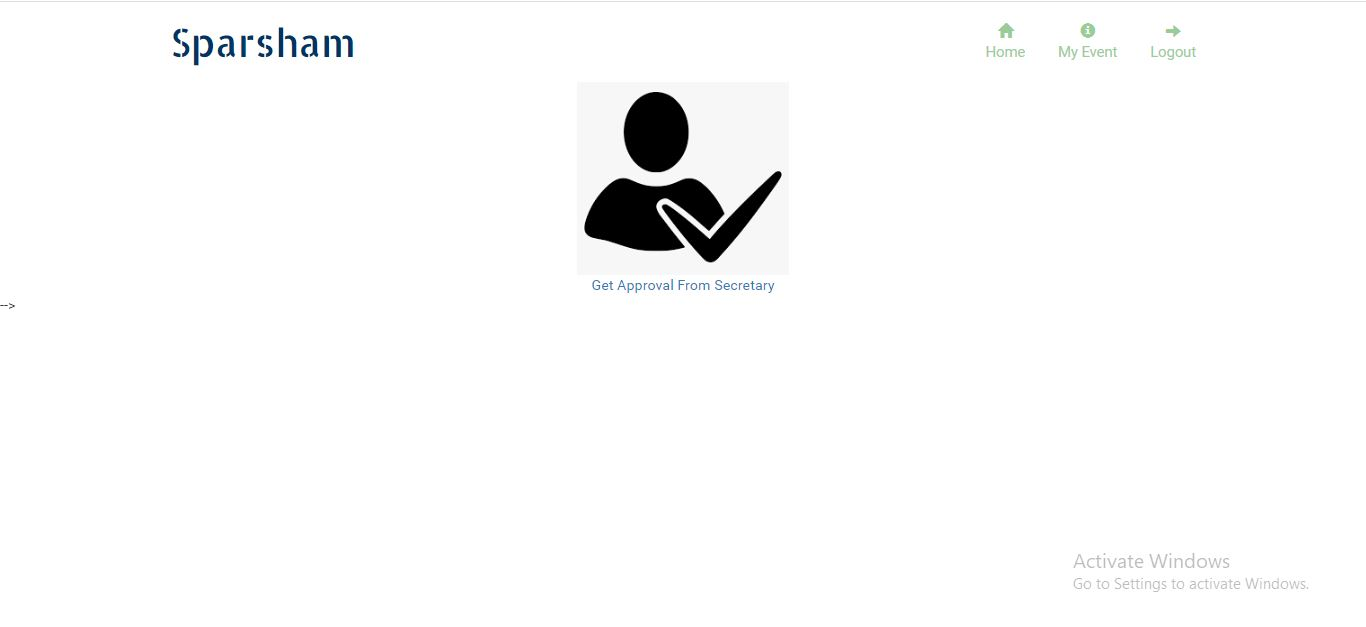 Sparsham
Home
My Event
Logout
Get Approval From Secretary
-->
Activate Windows
Go to Settings to activate Windows.